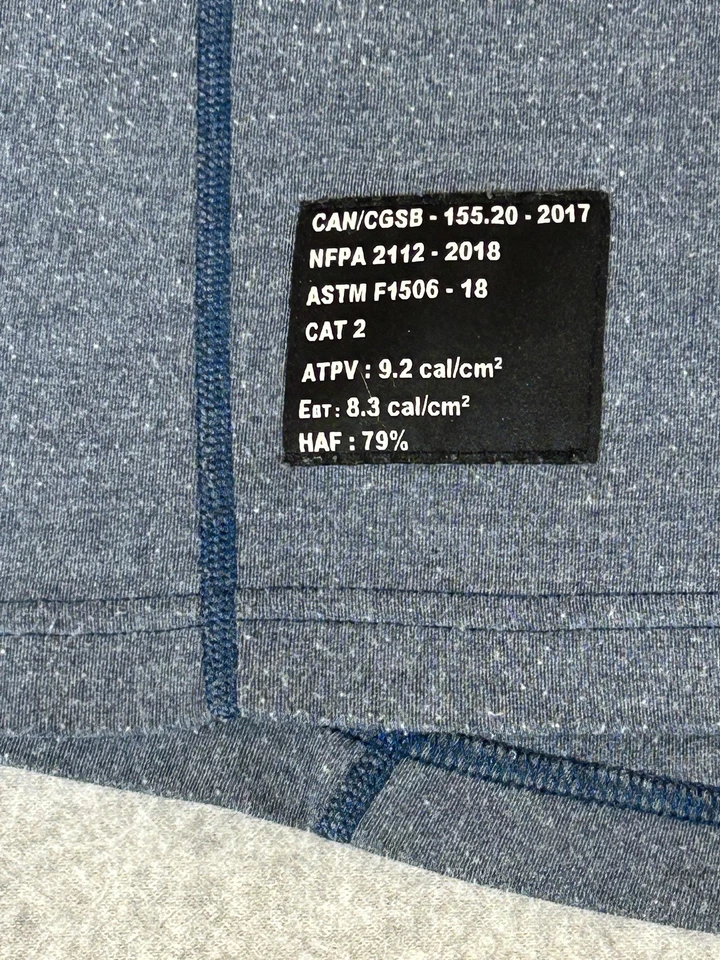 CAN/CGSB - 155.20 - 2017
NFPA 2112 - 2018
ASTM F1506 - 18
CAT 2
ATPV : 9.2 cal/cm²
EBT : 8.3 cal/cm²
HAF : 79%